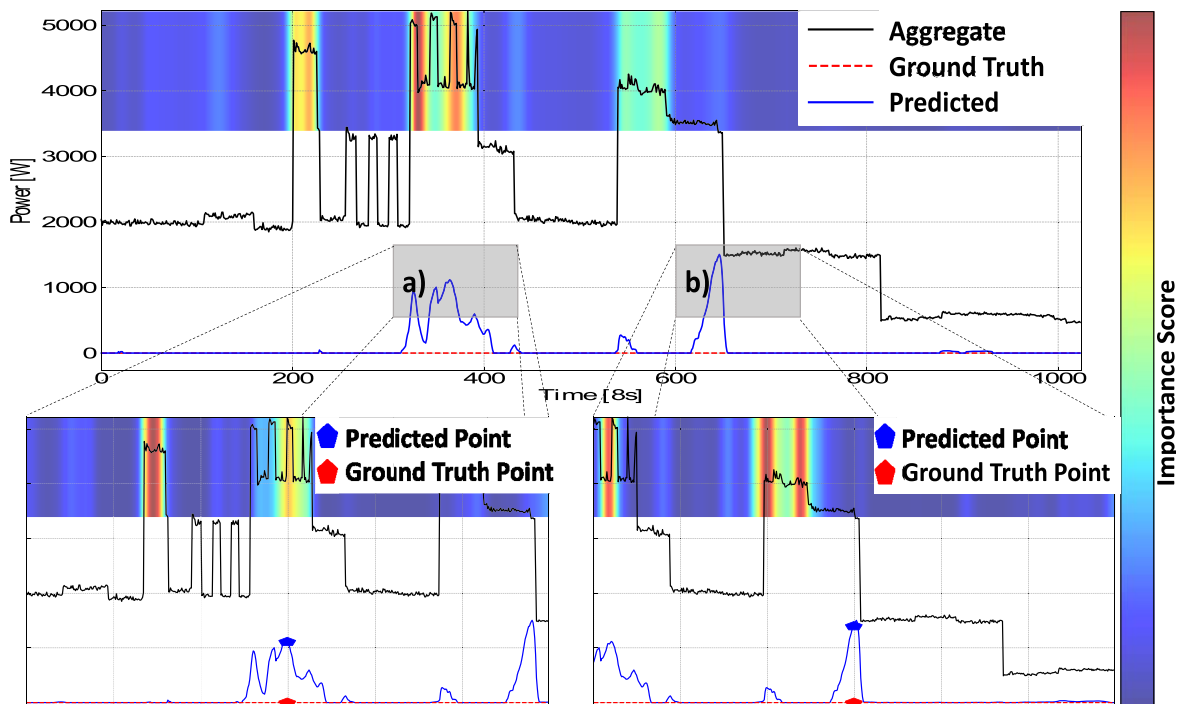 5000
4000
3000
2000
1000
0
Power [W]
Aggregate
Ground Truth
Predicted
a)
b)
0
200
400
600
800
1000
Time [8s]
Predicted Point
Ground Truth Point
Predicted Point
Ground Truth Point
Importance Score